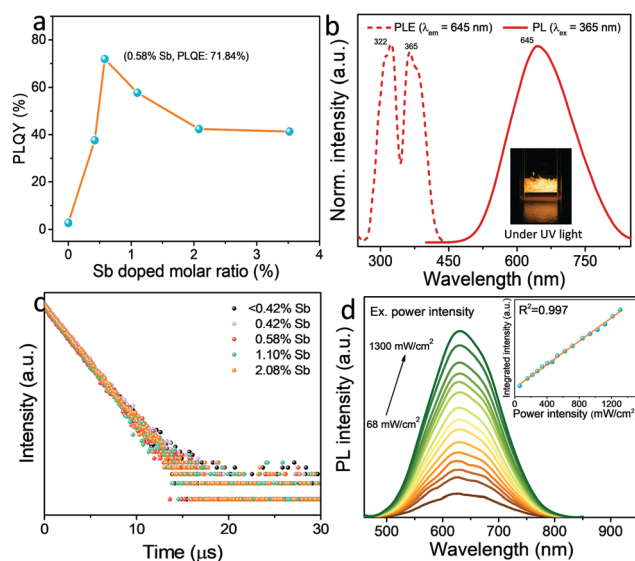 a
(0.58% Sb, PLQE: 71.84%)
PLQY (%)
80
60
40
20
0
0 1 2 3 4
Sb doped molar ratio (%)
b
PLE (λem = 645 nm) PL (λex = 365 nm)
322 365 645
Norm. intensity (a.u.)
Under UV light
300 450 600 750
Wavelength (nm)
c
<0.42% Sb
0.42% Sb
0.58% Sb
1.10% Sb
2.08% Sb
Intensity (a.u.)
0 10 20 30
Time (μs)
d
Ex. power intensity
1300 mW/cm²
68 mW/cm²
PL intensity (a.u.)
500 600 700 800 900
Wavelength (nm)
R²=0.997
Integrated intensity (a.u.)
0 400 800 1200
Power intensity (mW/cm²)